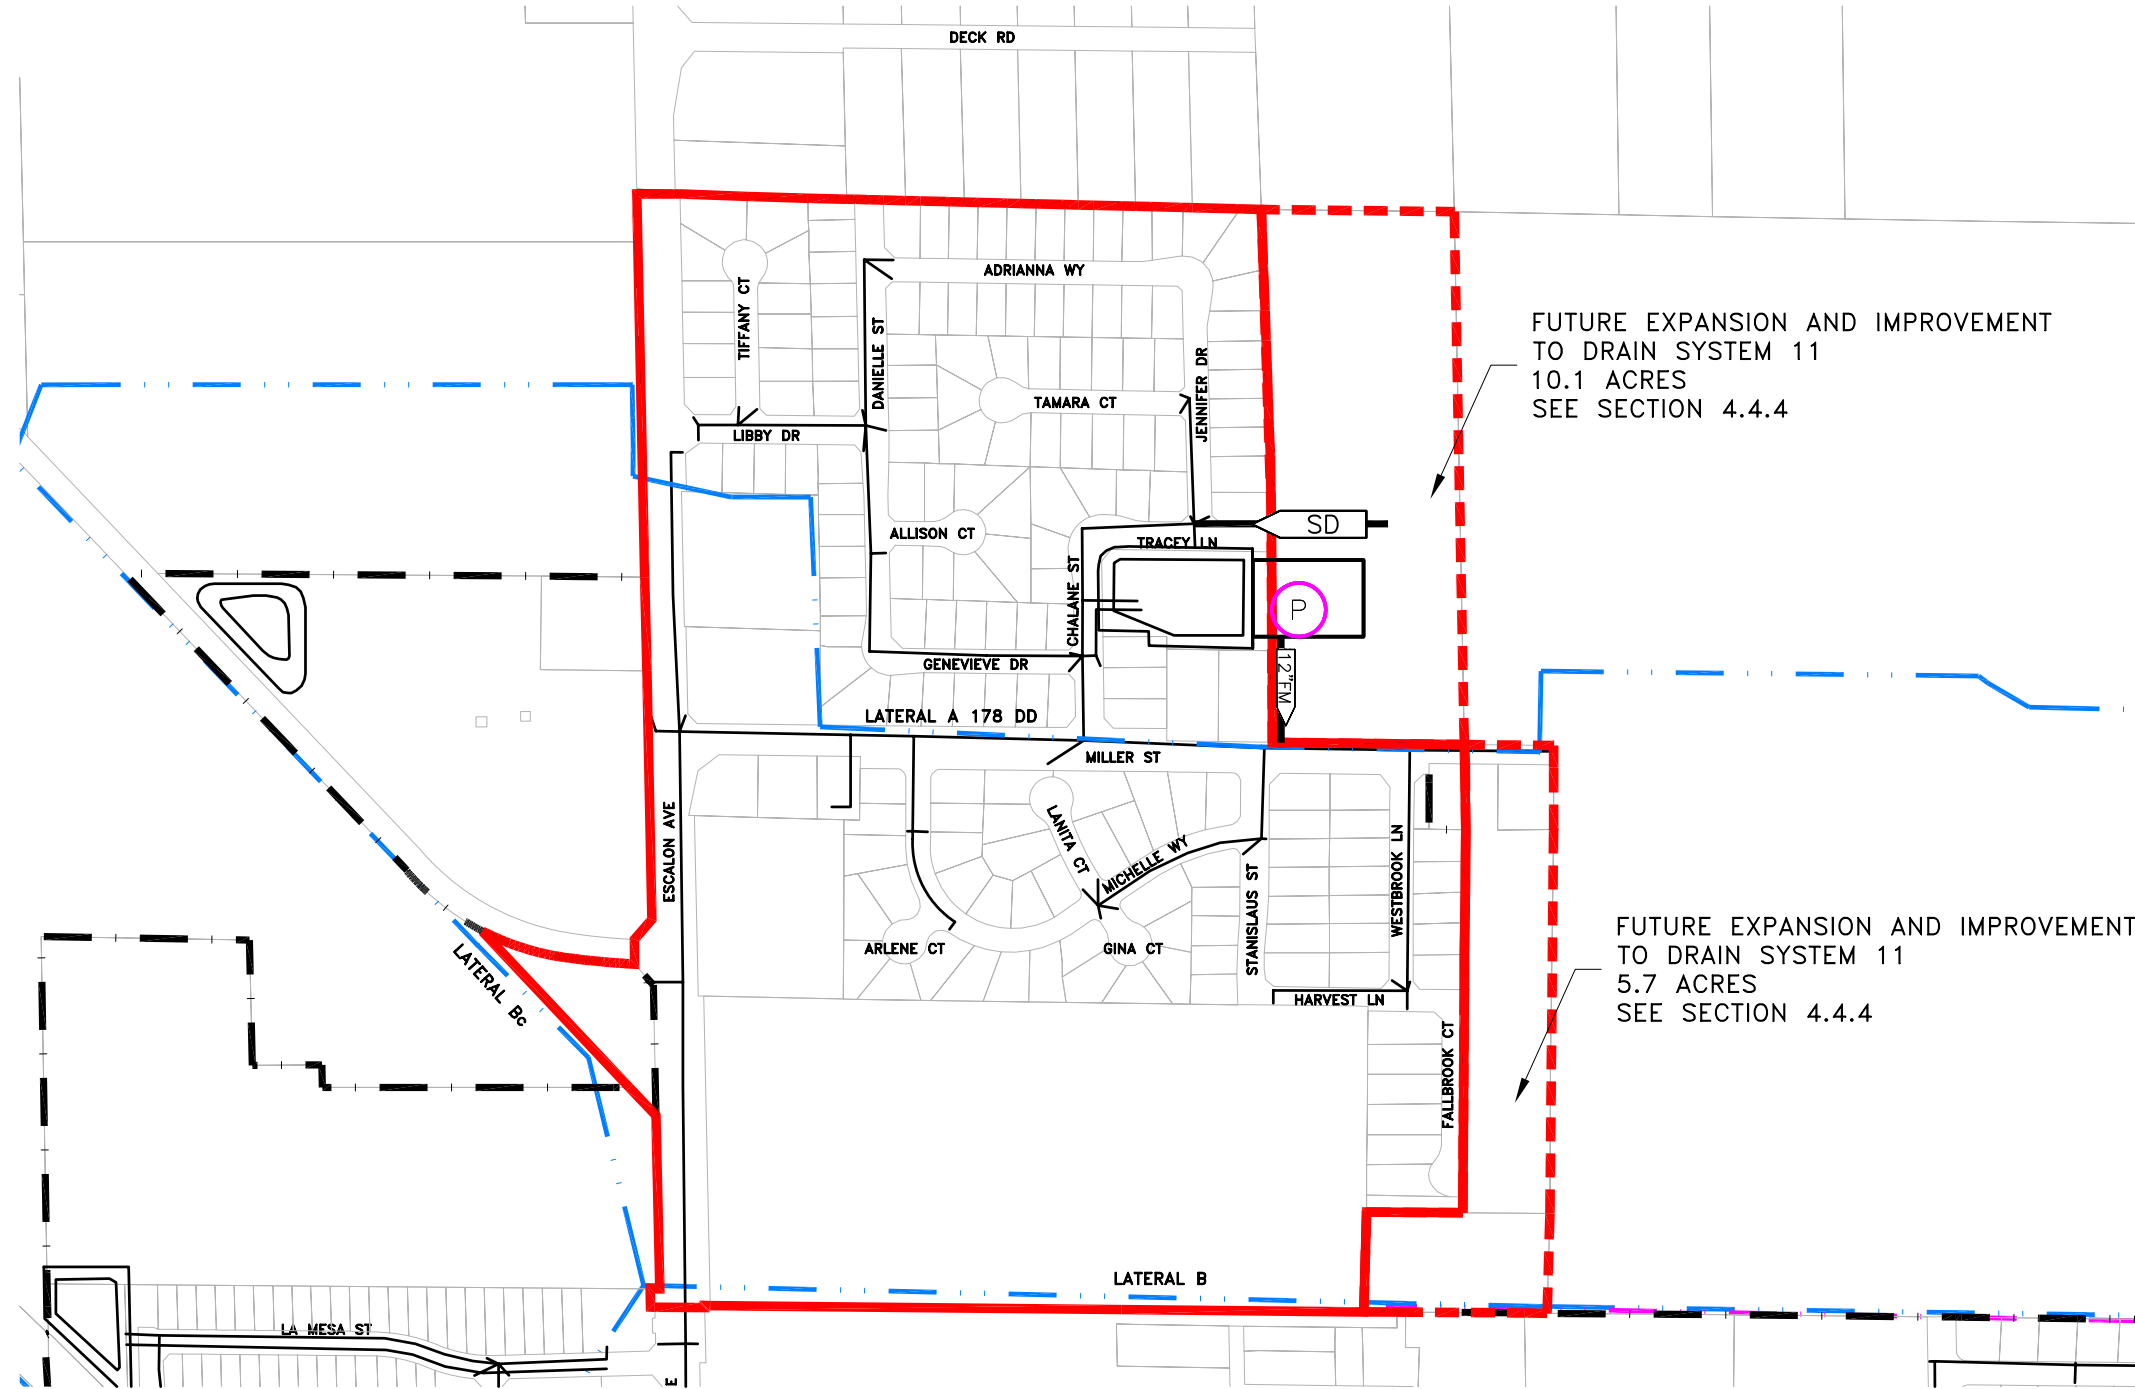 DECK RD
ADRIANNA WY
TIFFANY CT
DANIELLE ST
JENNIFER DR
FUTURE EXPANSION AND IMPROVEMENT
TO DRAIN SYSTEM 11
10.1 ACRES
SEE SECTION 4.4.4
TAMARA CT
LIBBY DR
ALLISON CT
SD
TRACEY LN
CHALANE ST
P
GENEVIEVE DR
12"FM
LATERAL A 178 DD
MILLER ST
ESCALON AVE
LANITA CT
MICHELLE WY
WESTBROOK LN
STANISLAUS ST
ARLENE CT
GINA CT
FUTURE EXPANSION AND IMPROVEMENT
TO DRAIN SYSTEM 11
5.7 ACRES
SEE SECTION 4.4.4
LATERAL Bc
HARVEST LN
FALLBROOK CT
LATERAL B
LA MESA ST
E